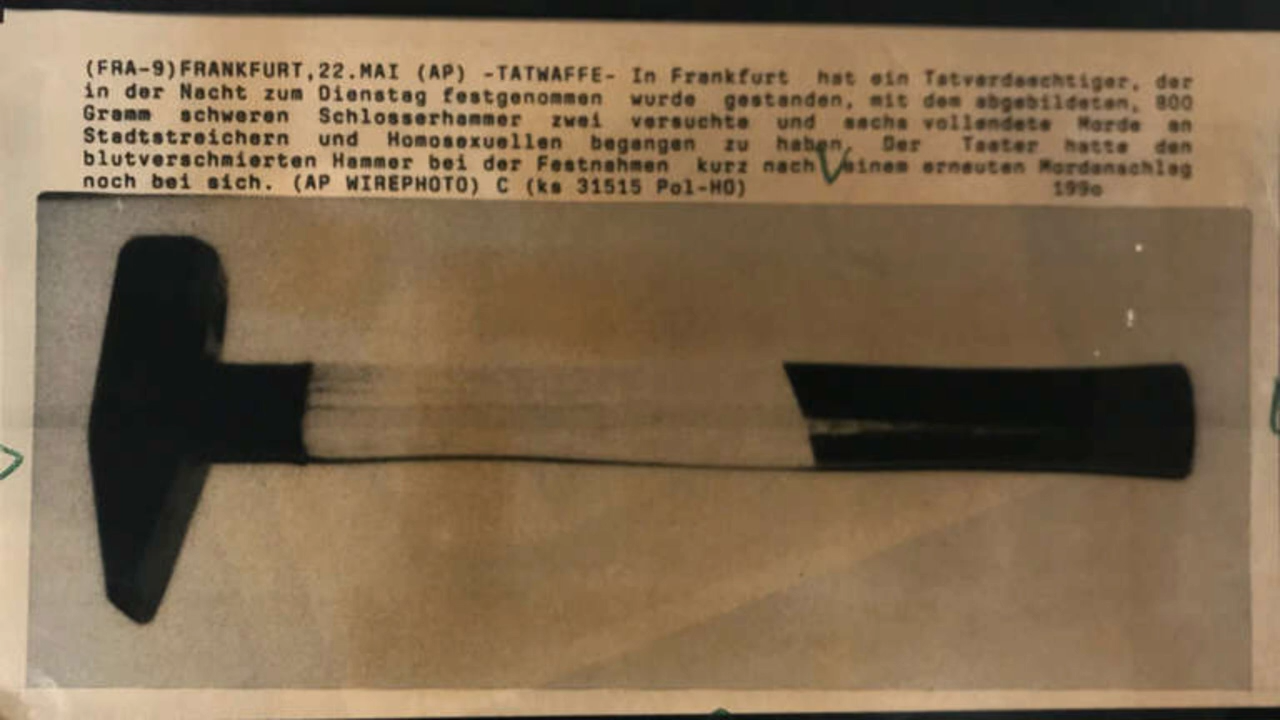 (FRA-9)FRANKFURT,22.MAI (AP) -TATWAFFE- In Frankfurt hat ein Tatverdaechtiger, der
in der Nacht zum Dienstag festgenommen wurde gestanden, mit dem abgebildeten, 800
Gramm schweren Schlosserhammer zwei versuchte und sechs vollendete Morde an
Stadtstreichern und Homosexuellen begangen zu haben. Der Taeter hatte den
blutverschmierten Hammer bei der Festnahmen kurz nach einem erneuten Mordanschlag
noch bei sich. (AP WIREPHOTO) C (ks 31515 Pol-HO) 1990